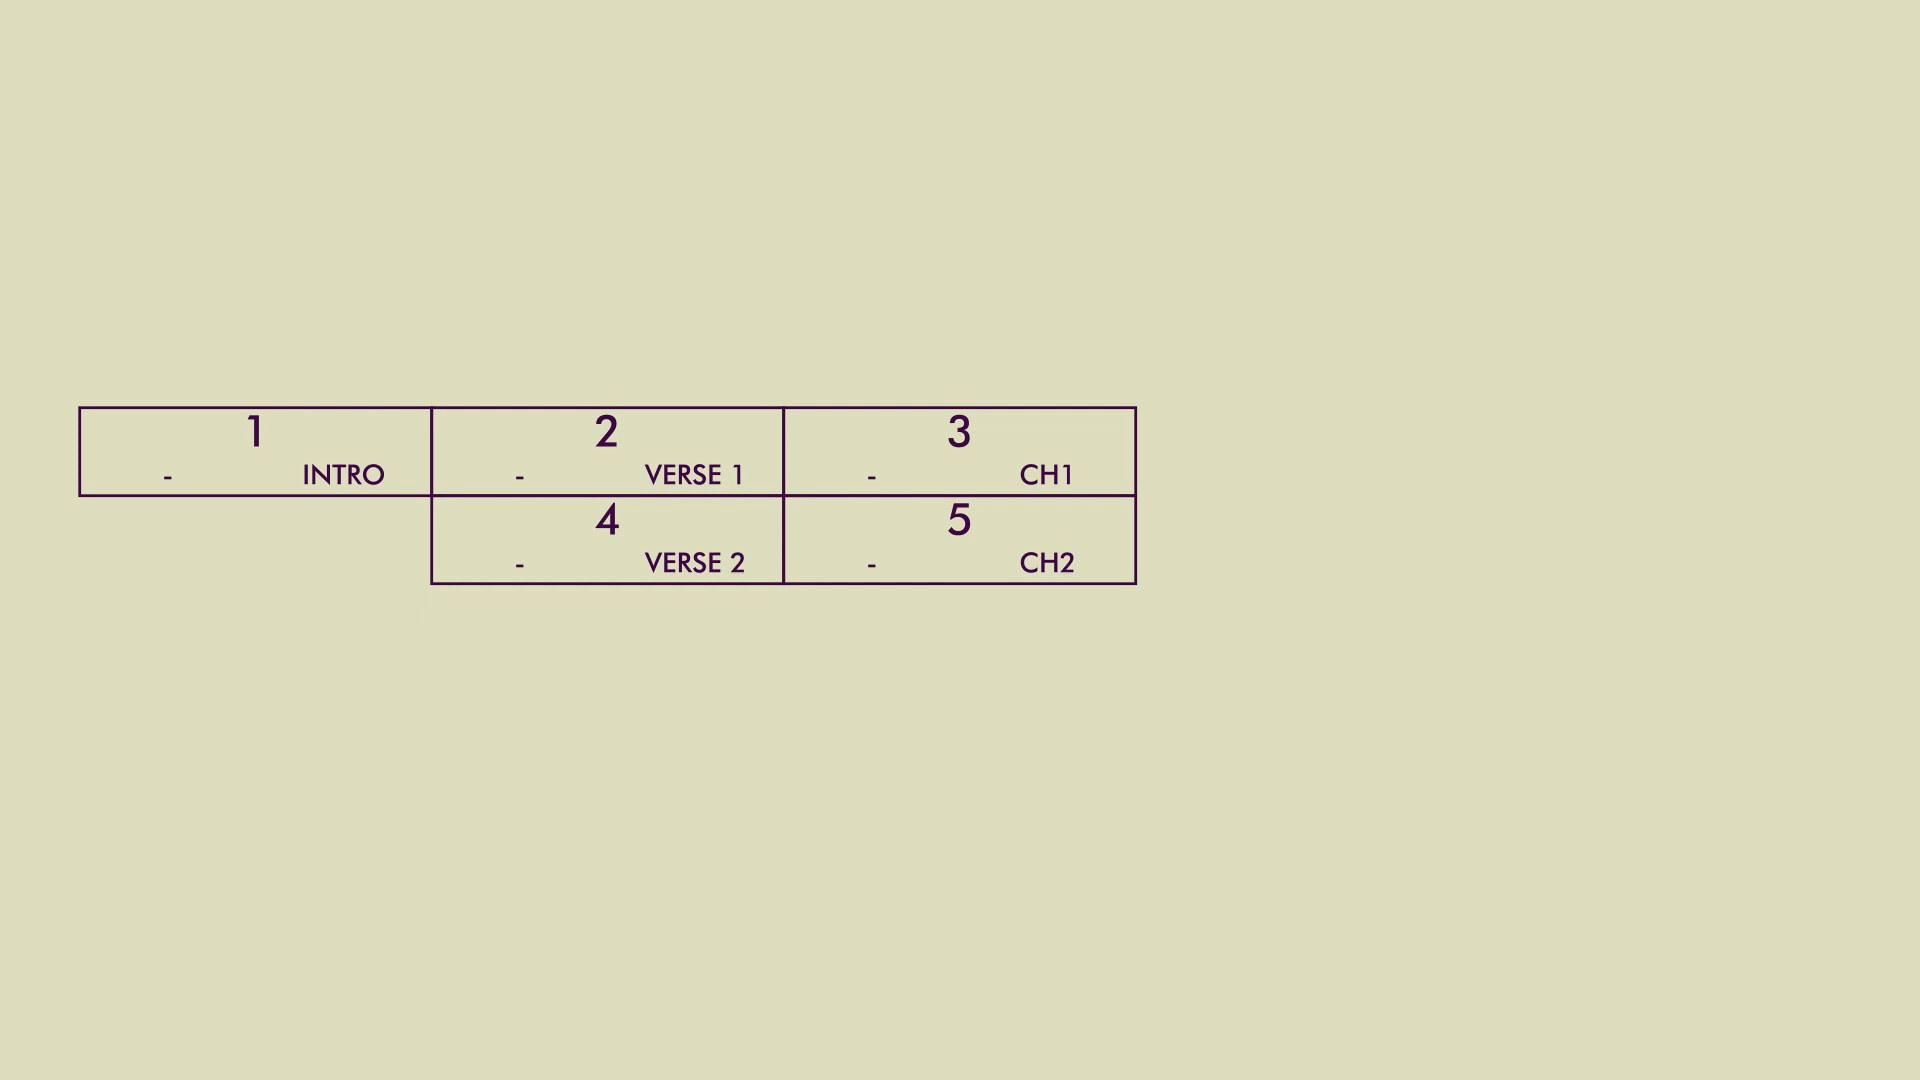 1 2 3
- INTRO - VERSE 1 - CH1
4 5
- VERSE 2 - CH2